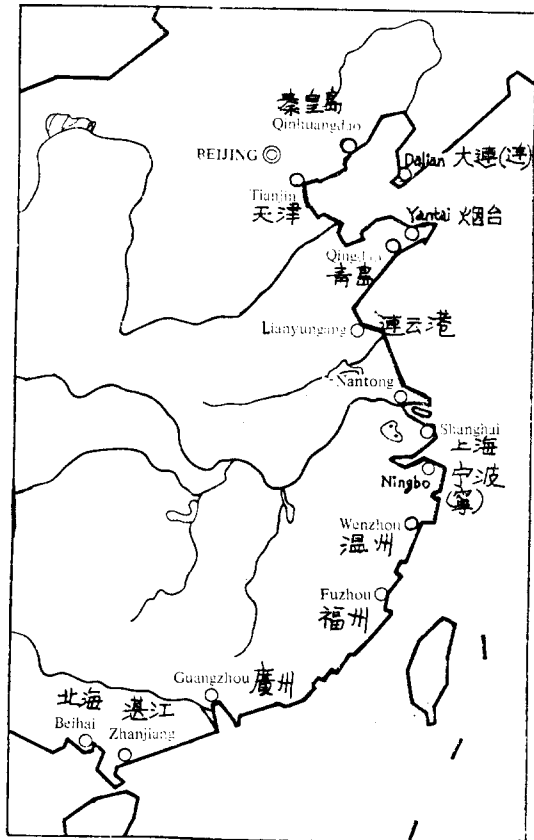 秦皇島
Qinhuangdao
BEIJING
Dalian 大連(连)
Tianjin
天津
Yantai 烟台
Qingdao
青島
Lianyungang 連云港
Nantong
Shanghai
上海
Ningbo 宁波
(寧)
Wenzhou
温州
Fuzhou
福州
Guangzhou 廣州
北海 湛江
Beihai
Zhanjiang